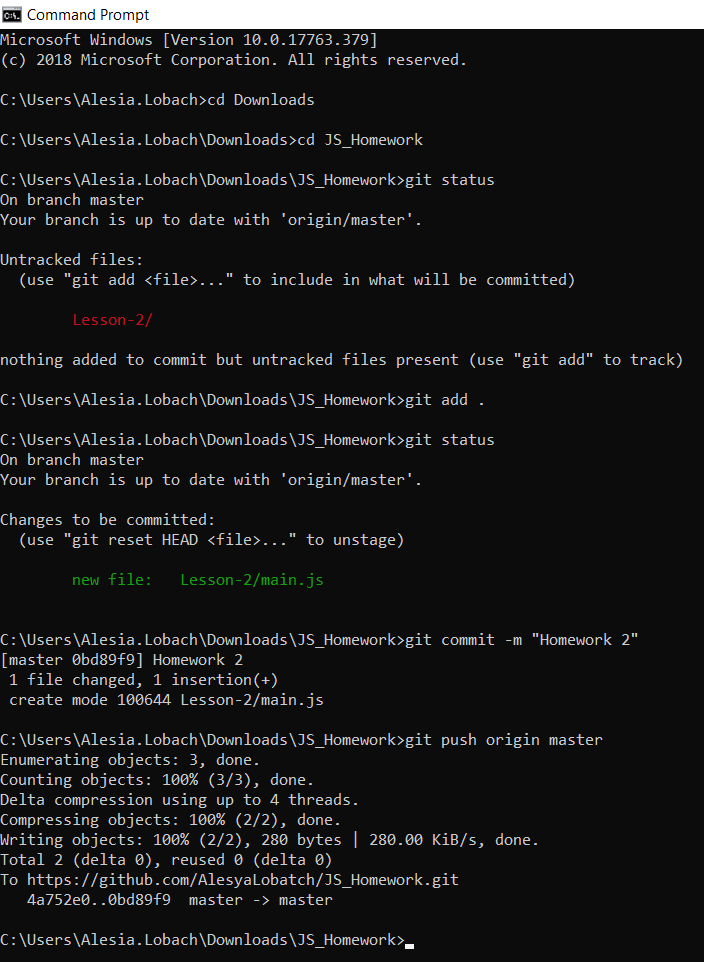 Command Prompt
Microsoft Windows [Version 10.0.17763.379]
(c) 2018 Microsoft Corporation. All rights reserved.
C:\Users\Alesia.Lobach>cd Downloads
C:\Users\Alesia.Lobach\Downloads>cd JS_Homework
C:\Users\Alesia.Lobach\Downloads\JS_Homework>git status
On branch master
Your branch is up to date with 'origin/master'.
Untracked files:
  (use "git add <file>..." to include in what will be committed)
        Lesson-2/
nothing added to commit but untracked files present (use "git add" to track)
C:\Users\Alesia.Lobach\Downloads\JS_Homework>git add .
C:\Users\Alesia.Lobach\Downloads\JS_Homework>git status
On branch master
Your branch is up to date with 'origin/master'.
Changes to be committed:
  (use "git reset HEAD <file>..." to unstage)
        new file:   Lesson-2/main.js
C:\Users\Alesia.Lobach\Downloads\JS_Homework>git commit -m "Homework 2"
[master 0bd89f9] Homework 2
 1 file changed, 1 insertion(+)
 create mode 100644 Lesson-2/main.js
C:\Users\Alesia.Lobach\Downloads\JS_Homework>git push origin master
Enumerating objects: 3, done.
Counting objects: 100% (3/3), done.
Delta compression using up to 4 threads.
Compressing objects: 100% (2/2), done.
Writing objects: 100% (2/2), 280 bytes | 280.00 KiB/s, done.
Total 2 (delta 0), reused 0 (delta 0)
To https://github.com/AlesyaLobatch/JS_Homework.git
   4a752e0..0bd89f9  master -> master
C:\Users\Alesia.Lobach\Downloads\JS_Homework>